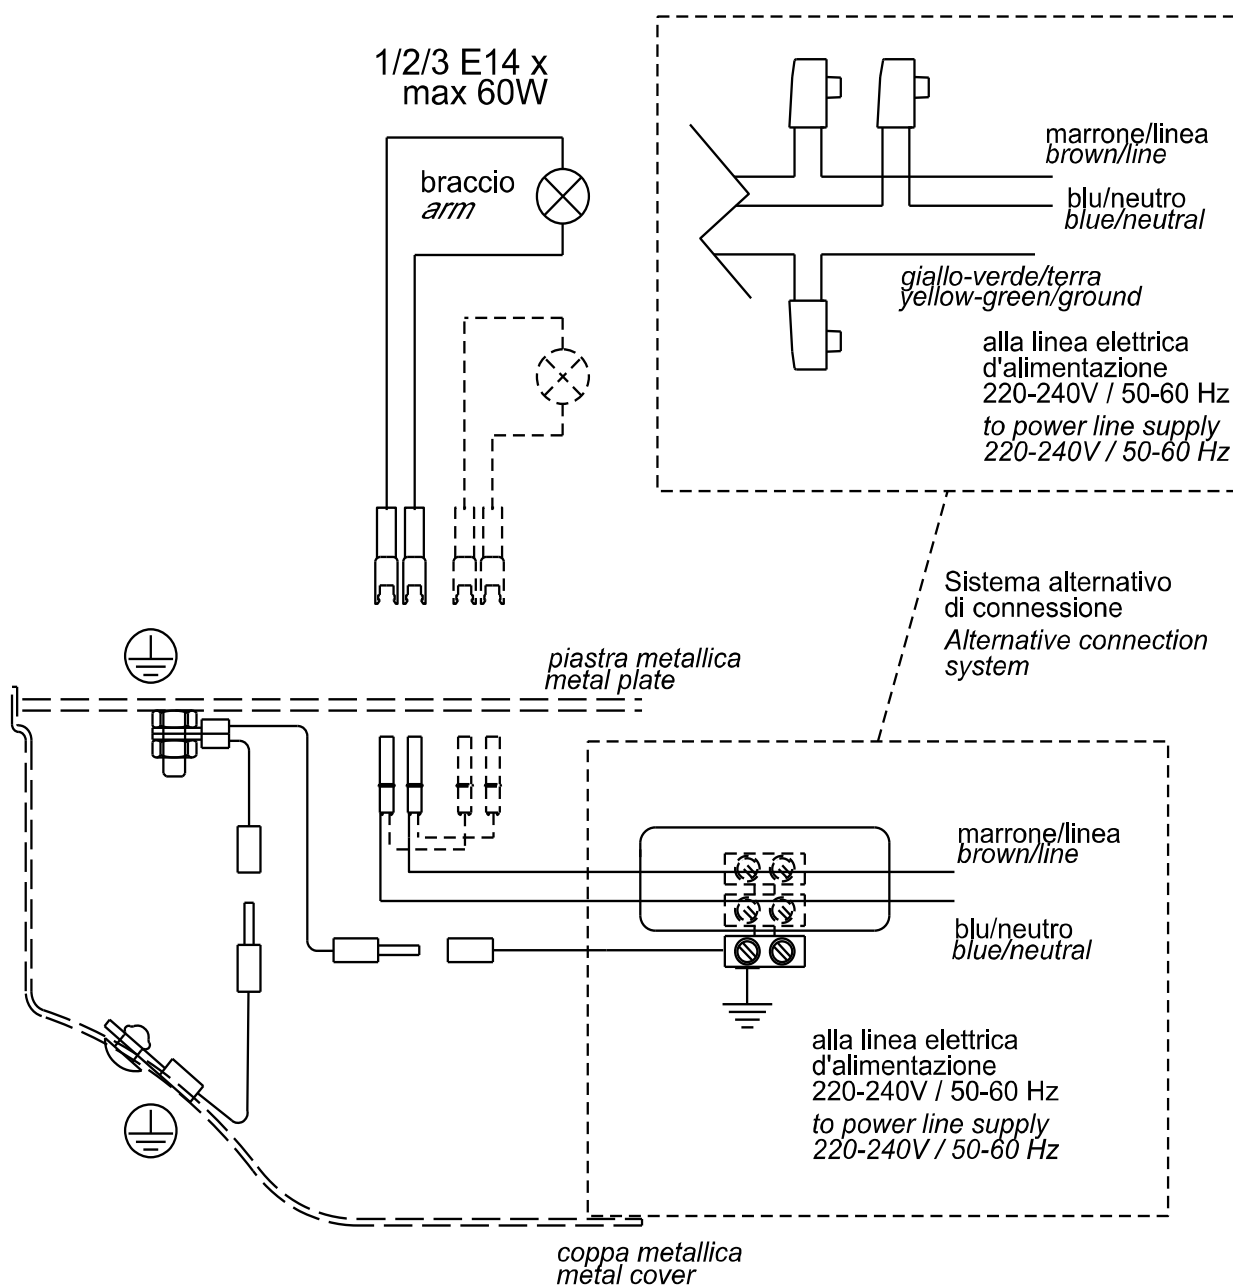 1/2/3 E14 x
max 60W
braccio
arm
marrone/linea
brown/line
blu/neutro
blue/neutral
giallo-verde/terra
yellow-green/ground
alla linea elettrica
d'alimentazione
220-240V / 50-60 Hz
to power line supply
220-240V / 50-60 Hz
Sistema alternativo
di connessione
Alternative connection
system
piastra metallica
metal plate
marrone/linea
brown/line
blu/neutro
blue/neutral
alla linea elettrica
d'alimentazione
220-240V / 50-60 Hz
to power line supply
220-240V / 50-60 Hz
coppa metallica
metal cover